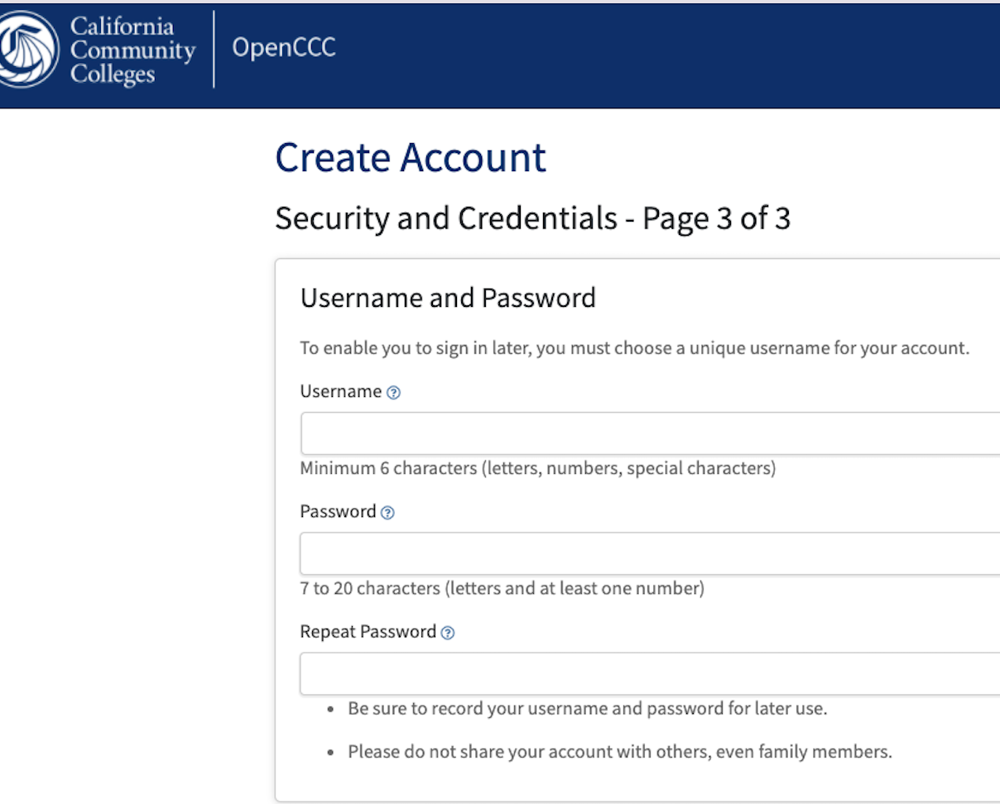 California
Community
Colleges
OpenCCC
Create Account
Security and Credentials - Page 3 of 3
Username and Password
To enable you to sign in later, you must choose a unique username for your account.
Username ?
Minimum 6 characters (letters, numbers, special characters)
Password ?
7 to 20 characters (letters and at least one number)
Repeat Password ?
• Be sure to record your username and password for later use.
• Please do not share your account with others, even family members.